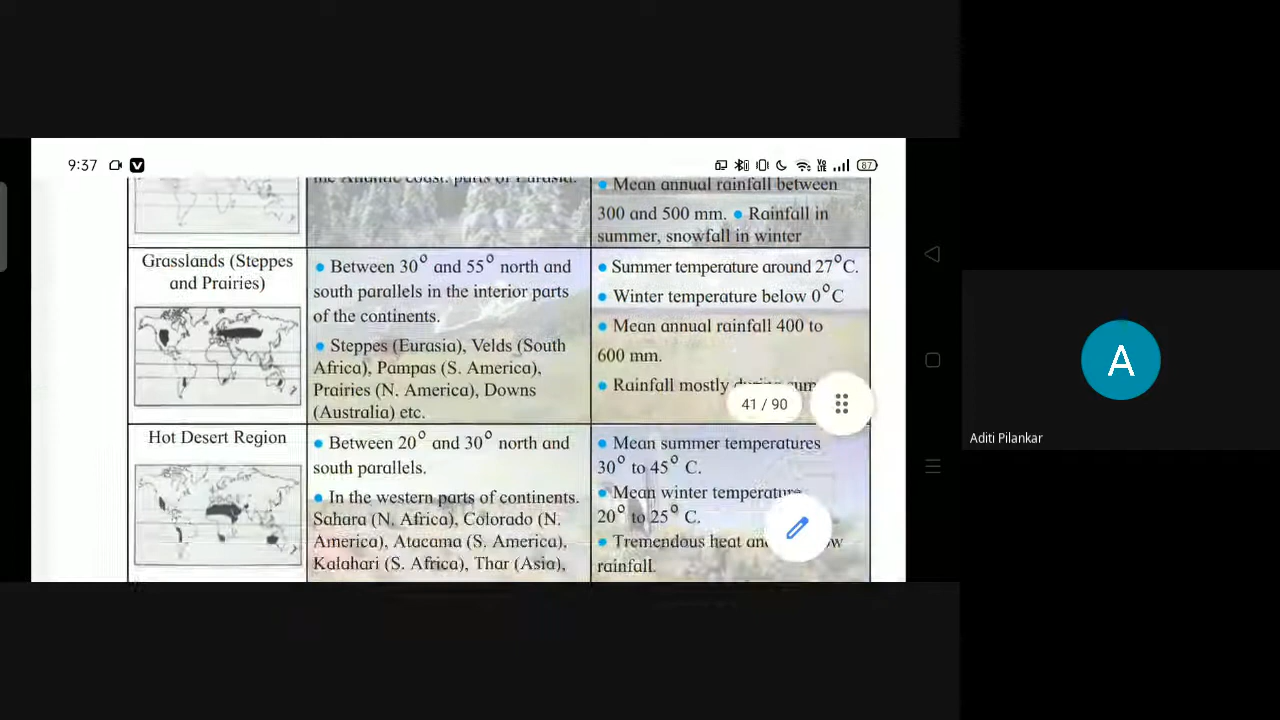 9:37
87
the Atlantic coast. parts of Eurasia.
Mean annual rainfall between
300 and 500 mm. • Rainfall in
summer, snowfall in winter
Grasslands (Steppes
and Prairies)
• Between 30° and 55° north and
south parallels in the interior parts
of the continents.
• Steppes (Eurasia), Velds (South
Africa), Pampas (S. America),
Prairies (N. America), Downs
(Australia) etc.
• Summer temperature around 27°C.
• Winter temperature below 0°C
• Mean annual rainfall 400 to
600 mm.
• Rainfall mostly during
41 / 90
Hot Desert Region
• Between 20° and 30° north and
south parallels.
• In the western parts of continents.
Sahara (N. Africa), Colorado (N.
America), Atacama (S. America),
Kalahari (S. Africa), Thar (Asia),
• Mean summer temperatures
30° to 45° C.
• Mean winter temperature
20° to 25° C.
• Tremendous heat
rainfall.
A
Aditi Pilankar